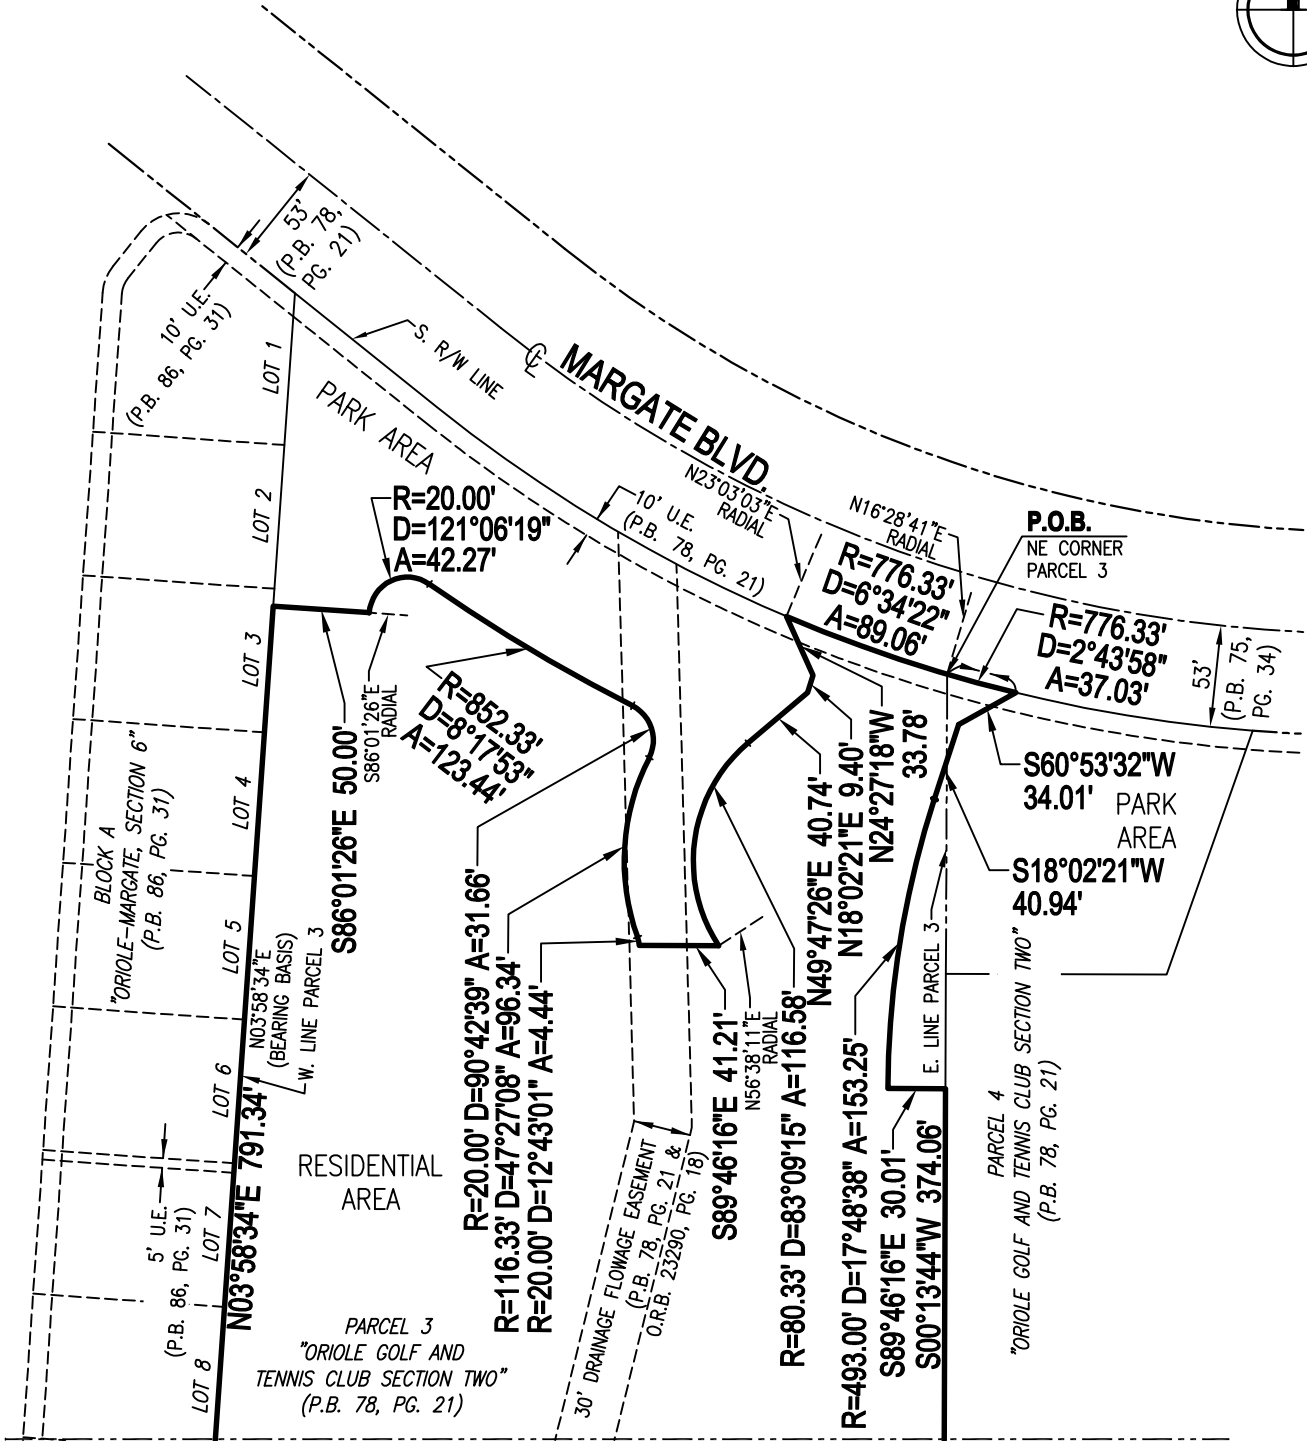 53'
(P.B. 78,
PG. 21)
10' U.E.
(P.B. 86, PG. 31)
S. R/W LINE
MARGATE BLVD.
PARK AREA
LOT 1
LOT 2
LOT 3
LOT 4
LOT 5
LOT 6
LOT 7
LOT 8
R=20.00'
D=121°06'19"
A=42.27'
10' U.E.
(P.B. 78, PG. 21)
N23°03'03"E
RADIAL
N16°28'41"E
RADIAL
P.O.B.
NE CORNER
PARCEL 3
R=776.33'
D=6°34'22"
A=89.06'
R=776.33'
D=2°43'58"
A=37.03'
53'
(P.B. 75,
PG. 34)
S60°53'32"W
34.01'
PARK
AREA
S18°02'21"W
40.94'
S86°01'26"E 50.00'
S86°01'26"E
RADIAL
R=852.33'
D=8°17'53"
A=123.44'
N24°27'18"W
33.78'
N18°02'21"E 9.40'
N49°47'26"E 40.74'
BLOCK A
"ORIOLE-MARGATE, SECTION 6"
(P.B. 86, PG. 31)
N03°58'34"E
(BEARING BASIS)
W. LINE PARCEL 3
N03°58'34"E 791.34'
R=20.00' D=90°42'39" A=31.66'
R=116.33' D=47°27'08" A=96.34'
R=20.00' D=12°43'01" A=4.44'
S89°46'16"E 41.21'
N56°38'11"E
RADIAL
R=80.33' D=83°09'15" A=116.58'
R=493.00' D=17°48'38" A=153.25'
S89°46'16"E 30.01'
S00°13'44"W 374.06'
E. LINE PARCEL 3
PARCEL 4
"ORIOLE GOLF AND TENNIS CLUB SECTION TWO"
(P.B. 78, PG. 21)
RESIDENTIAL
AREA
5' U.E.
(P.B. 86, PG. 31)
30' DRAINAGE FLOWAGE EASEMENT
(P.B. 78, PG. 21 &
O.R.B. 23290, PG. 18)
PARCEL 3
"ORIOLE GOLF AND
TENNIS CLUB SECTION TWO"
(P.B. 78, PG. 21)